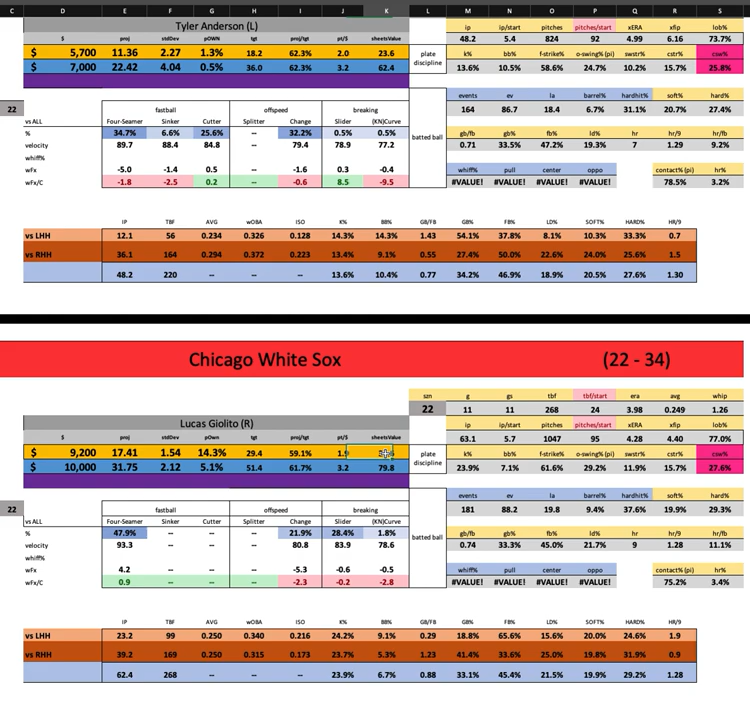 C D E F G H I J K L M N O P Q R S
Tyler Anderson (L)
$ proj stdDev pOWN tgt proj/tgt pt/$ sheetsValue
$ 5,700 11.36 2.27 1.3% 18.2 62.3% 2.0 23.6
$ 7,000 22.42 4.04 0.5% 36.0 62.3% 3.2 62.4
ip ip/start pitches pitches/start xERA xfip lob%
48.2 5.4 824 92 4.99 6.16 73.7%
plate discipline
k% bb% f-strike% o-swing% (pi) swstr% cstr% csw%
13.6% 10.5% 58.6% 24.7% 10.2% 15.7% 25.8%
22
fastball offspeed breaking
vs ALL Four-Seamer Sinker Cutter Splitter Change Slider (KN)Curve
% 34.7% 6.6% 25.6% -- 32.2% 0.5% 0.5%
velocity 89.7 88.4 84.8 -- 79.4 78.9 77.2
whiff%
wFx -5.0 -1.4 0.5 -1.6 0.3 -0.4
wFx/C -1.8 -2.5 0.2 -- -0.6 8.5 -9.5
batted ball
events ev la barrel% hardhit% soft% hard%
164 86.7 18.4 6.7% 31.1% 20.7% 27.4%
gb/fb gb% fb% ld% hr hr/9 hr/fb
0.71 33.5% 47.2% 19.3% 7 1.29 9.2%
whiff% pull center oppo contact% (pi) hr%
#VALUE! #VALUE! #VALUE! #VALUE! 78.5% 3.2%
IP TBF AVG wOBA ISO K% BB% GB/FB GB% FB% LD% SOFT% HARD% HR/9
vs LHH 12.1 56 0.234 0.326 0.128 14.3% 14.3% 1.43 54.1% 37.8% 8.1% 10.3% 33.3% 0.7
vs RHH 36.1 164 0.294 0.372 0.223 13.4% 9.1% 0.55 27.4% 50.0% 22.6% 24.0% 25.6% 1.5
48.2 220 -- -- -- 13.6% 10.4% 0.77 34.2% 46.9% 18.9% 20.5% 27.6% 1.30
Chicago White Sox (22 - 34)
szn g gs tbf tbf/start era avg whip
22 11 11 268 24 3.98 0.249 1.26
Lucas Giolito (R)
$ proj stdDev pOwn tgt proj/tgt pt/$ sheetsValue
$ 9,200 17.41 1.54 14.3% 29.4 59.1%
$ 10,000 31.75 2.12 5.1% 51.4 61.7% 3.2 79.8
ip ip/start pitches pitches/start xERA xfip lob%
63.1 5.7 1047 95 4.28 4.40 77.0%
plate discipline
k% bb% f-strike% o-swing% (pi) swstr% cstr% csw%
23.9% 7.1% 61.6% 29.2% 11.9% 15.7% 27.6%
22
fastball offspeed breaking
vs ALL Four-Seamer Sinker Cutter Splitter Change Slider (KN)Curve
% 47.9% -- -- -- 21.9% 28.4% 1.8%
velocity 93.3 -- -- -- 80.8 83.9 78.6
whiff%
wFx 4.2 -5.3 -0.6 -0.5
wFx/C 0.9 -- -- -- -2.3 -0.2 -2.8
batted ball
events ev la barrel% hardhit% soft% hard%
181 88.2 19.8 9.4% 37.6% 19.9% 29.3%
gb/fb gb% fb% ld% hr hr/9 hr/fb
0.74 33.3% 45.0% 21.7% 9 1.28 11.1%
whiff% pull center oppo contact% (pi) hr%
#VALUE! #VALUE! #VALUE! #VALUE! 75.2% 3.4%
IP TBF AVG wOBA ISO K% BB% GB/FB GB% FB% LD% SOFT% HARD% HR/9
vs LHH 23.2 99 0.250 0.340 0.216 24.2% 9.1% 0.29 18.8% 65.6% 15.6% 20.0% 24.6% 1.9
vs RHH 39.2 169 0.250 0.315 0.173 23.7% 5.3% 1.23 41.4% 33.6% 25.0% 19.8% 31.9% 0.9
62.4 268 -- -- -- 23.9% 6.7% 0.88 33.1% 45.4% 21.5% 19.9% 29.2% 1.28